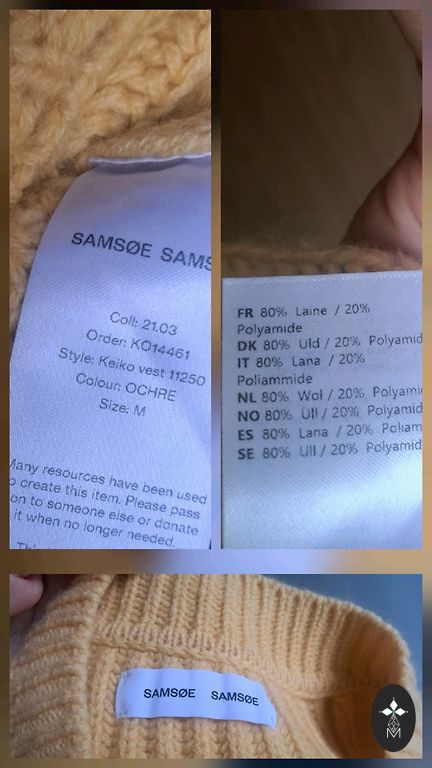 SAMSØE SAMS
Coll: 21.03
Order: KO14461
Style: Keiko vest 11250
Colour: OCHRE
Size: M
Many resources have been used
create this item. Please pass
on to someone else or donate
it when no longer needed.
FR 80% Laine / 20%
Polyamide
DK 80% Uld / 20% Polyamid
IT 80% Lana / 20%
Poliammide
NL 80% Wol / 20% Polyami
NO 80% Ull / 20% Polyamid
ES 80% Lana / 20% Poliam
SE 80% Ull / 20% Polyamid
SAMSØE SAMSØE
M